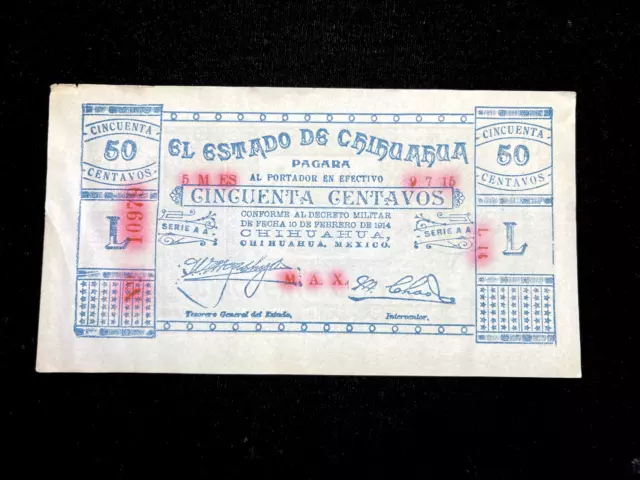 CINCUENTA
50
CENTAVOS
EL ESTADO DE CHIHUAHUA
PAGARA
AL PORTADOR EN EFECTIVO
5 M ES 9 7 15
CINCUENTA CENTAVOS
CONFORME AL DECRETO MILITAR
DE FECHA 10 DE FEBRERO DE 1914
CHIHUAHUA,
CHIHUAHUA, MEXICO.
SERIE A A.
SERIE A A.
M. A. X.
Tesorero General del Estado,
Interventor.
L
10979
CINCUENTA
50
CENTAVOS
L